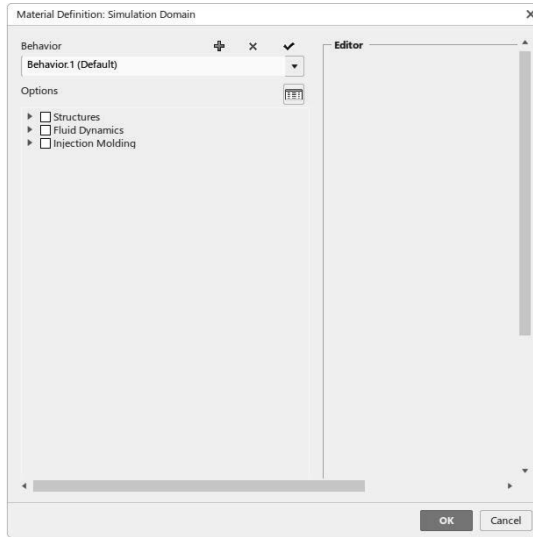 Material Definition: Simulation Domain
Behavior
Behavior.1 (Default)
Options
Structures
Fluid Dynamics
Injection Molding
Editor
OK
Cancel